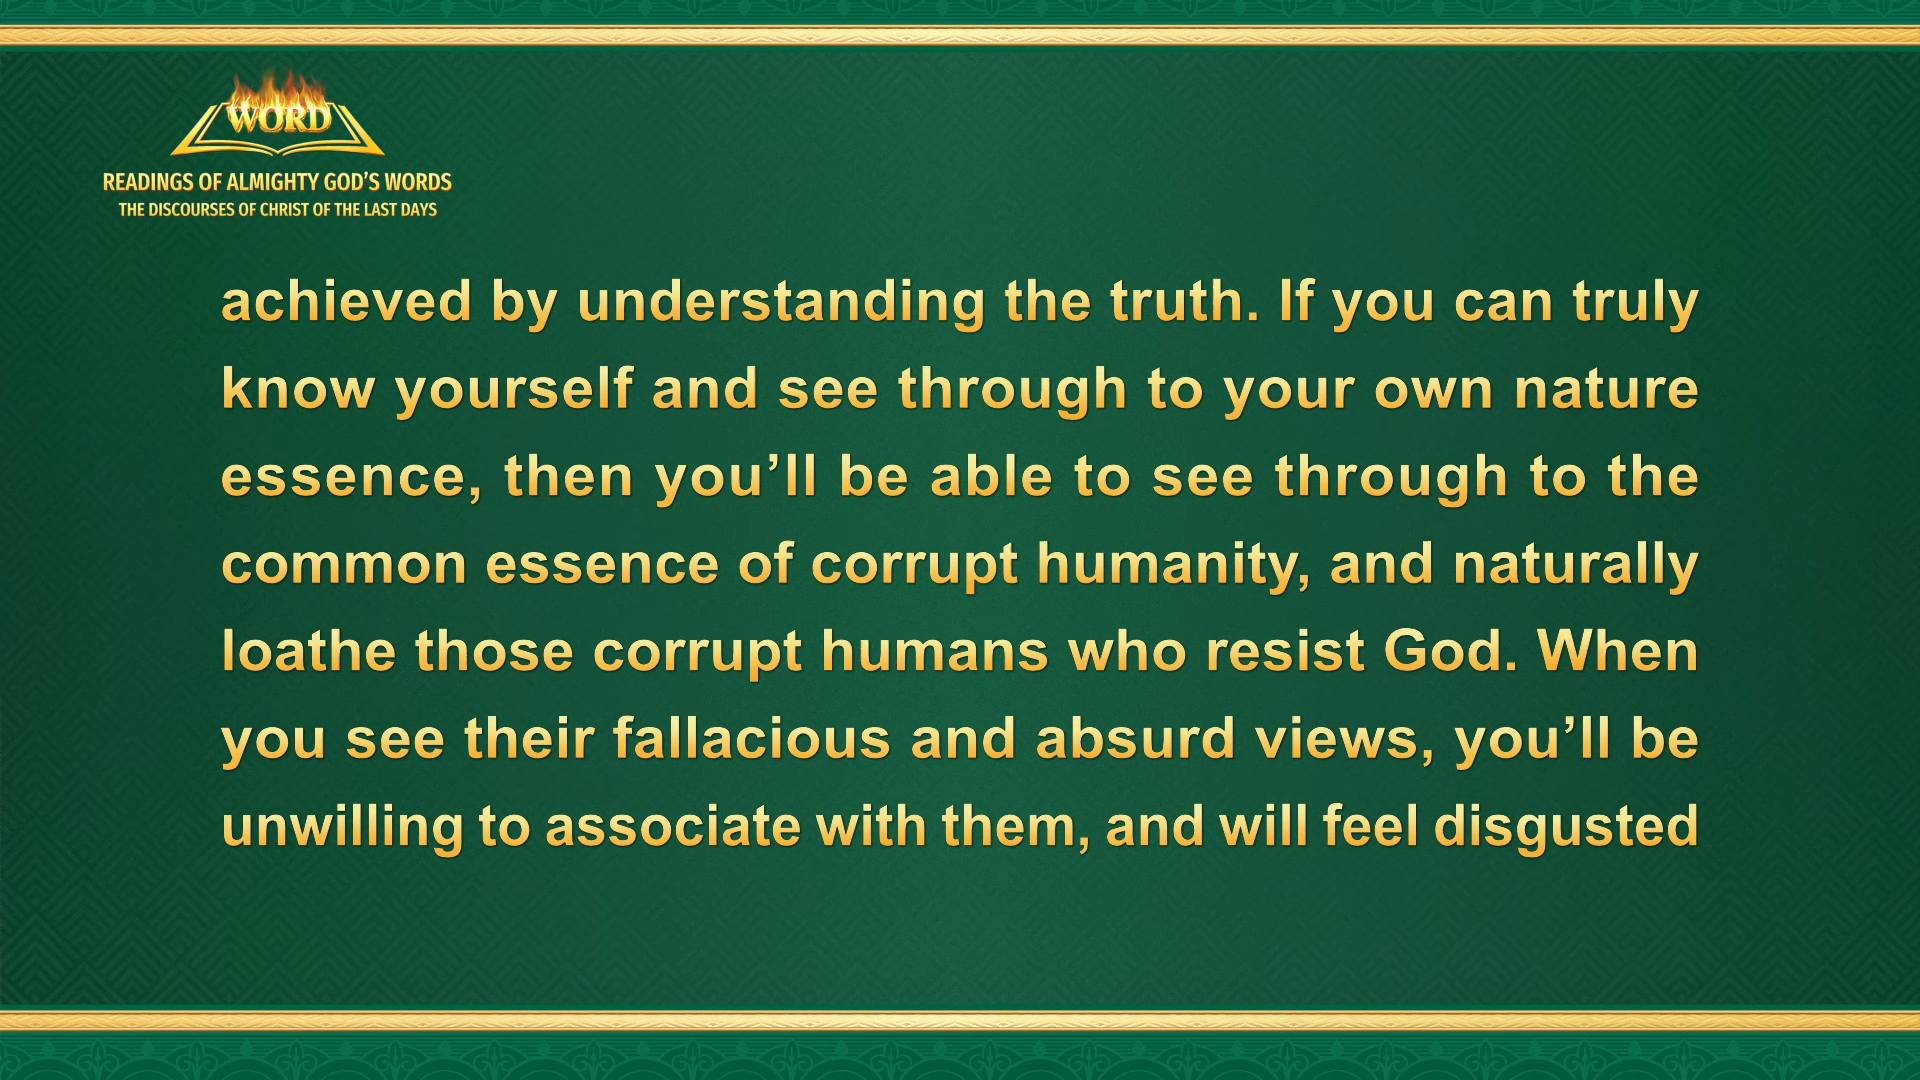 WORD
READINGS OF ALMIGHTY GOD’S WORDS
THE DISCOURSES OF CHRIST OF THE LAST DAYS
achieved by understanding the truth. If you can truly
know yourself and see through to your own nature
essence, then you’ll be able to see through to the
common essence of corrupt humanity, and naturally
loathe those corrupt humans who resist God. When
you see their fallacious and absurd views, you’ll be
unwilling to associate with them, and will feel disgusted